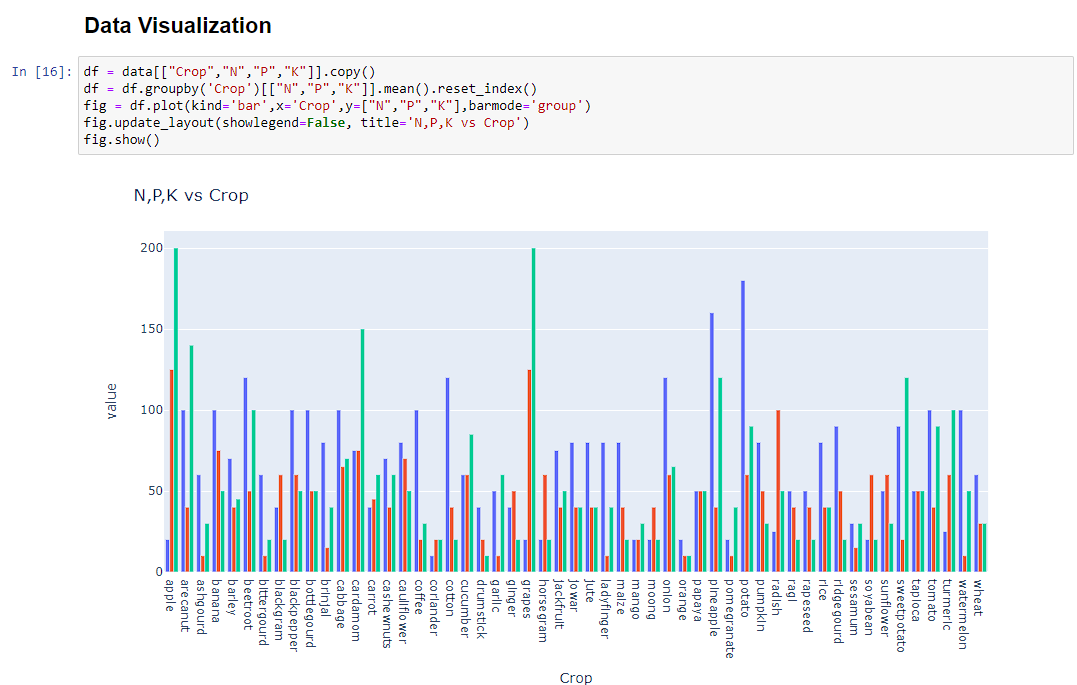 Data Visualization
In [16]:
df = data[["Crop","N","P","K"]].copy()
df = df.groupby('Crop')[["N","P","K"]].mean().reset_index()
fig = df.plot(kind='bar',x='Crop',y=["N","P","K"],barmode='group')
fig.update_layout(showlegend=False, title='N,P,K vs Crop')
fig.show()
N,P,K vs Crop
200
150
100
50
0
value
apple
arecanut
ashgourd
banana
barley
beetroot
bittergourd
blackgram
blackpepper
bottlegourd
brinjal
cabbage
cardamom
carrot
cashewnuts
cauliflower
coffee
coriander
cotton
cucumber
drumstick
garlic
ginger
grapes
horsegram
jackfruit
jowar
jute
ladyfinger
maize
mango
moong
onion
orange
papaya
pineapple
pomegranate
potato
pumpkin
radish
ragi
rapeseed
rice
ridgegourd
sesamum
soyabean
sunflower
sweetpotato
tapioca
tomato
turmeric
watermelon
wheat
Crop